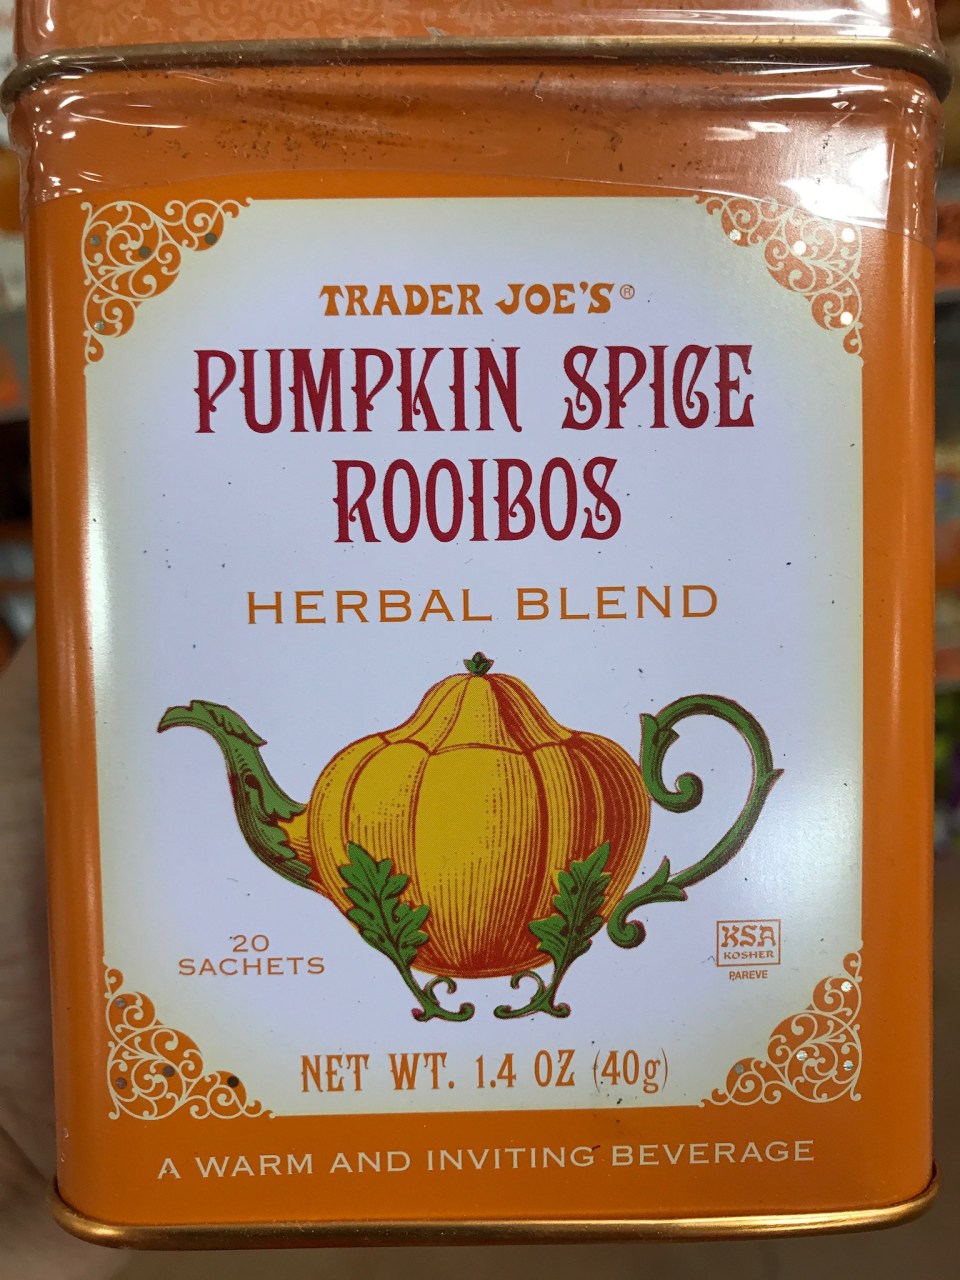 TRADER JOE'S®
PUMPKIN SPICE
ROOIBOS
HERBAL BLEND
20
SACHETS
KSA
KOSHER
PAREVE
NET WT. 1.4 OZ (40g)
A WARM AND INVITING BEVERAGE